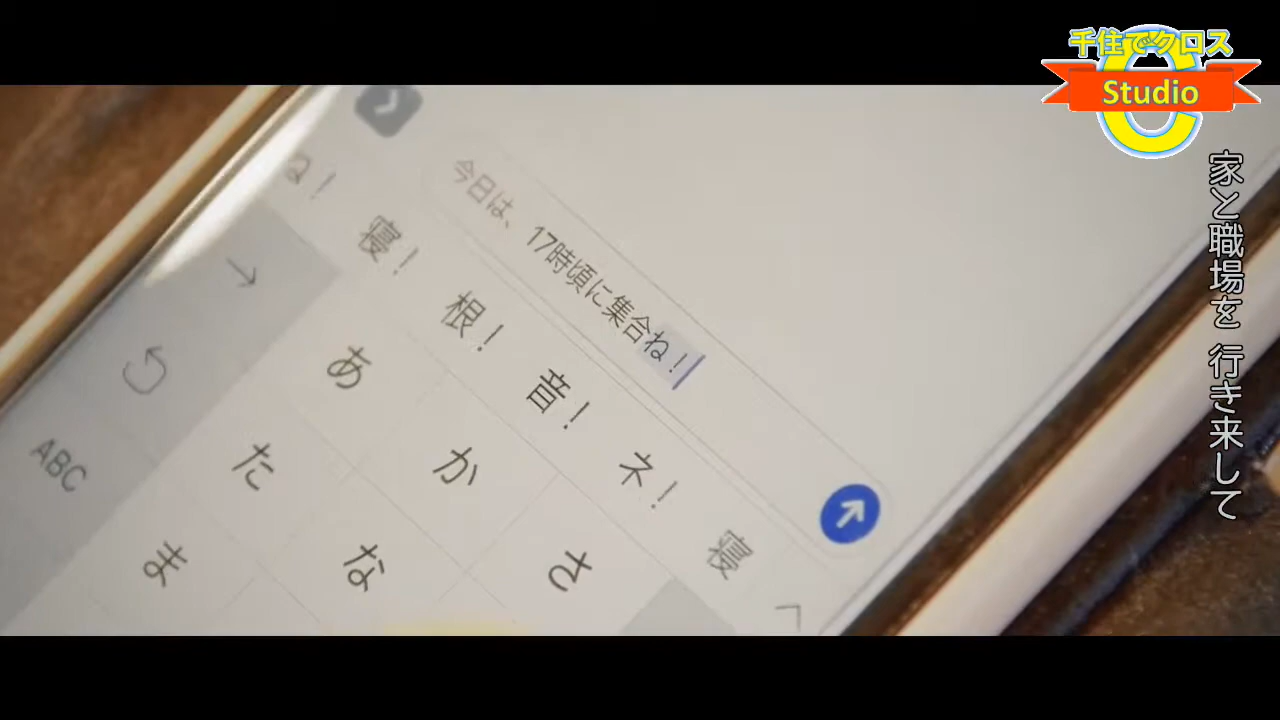 千住でクロス
C
Studio
家と職場を 行き来して
今日は、17時頃に集合ね！
ね！
寝！
根！
音！
ネ！
寝
→
あ
か
さ
ABC
た
な
ま